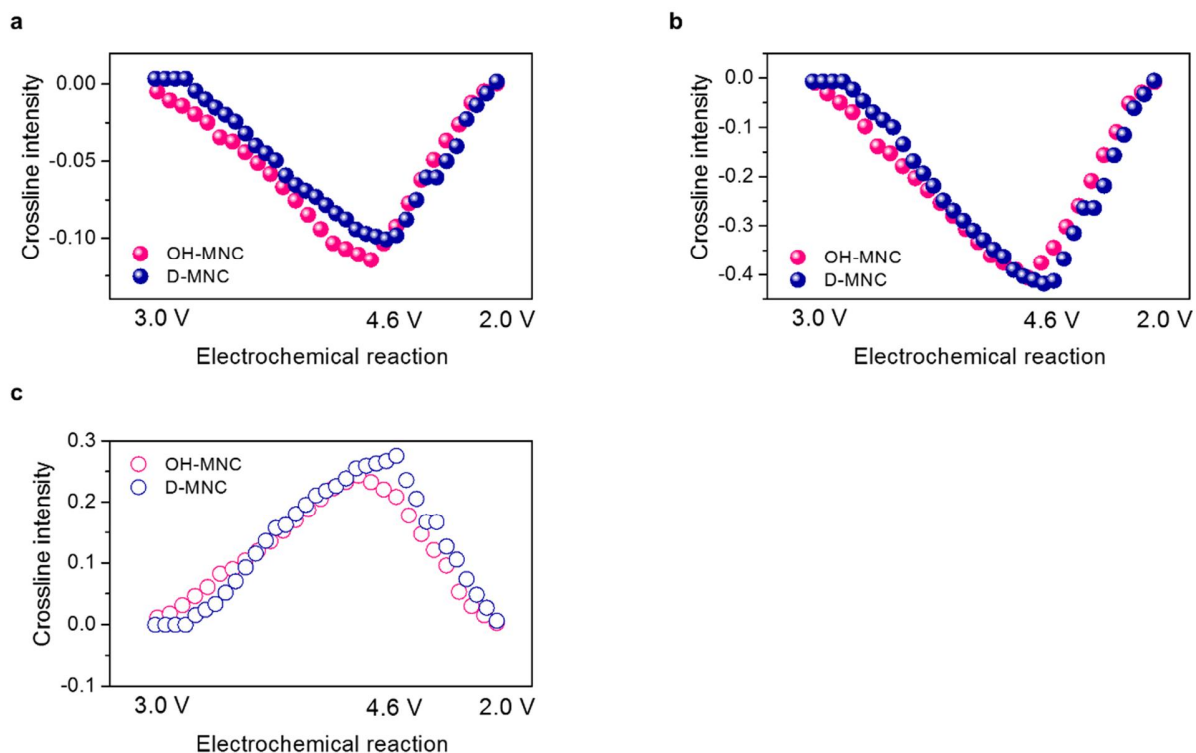 a
Crossline intensity
0.00
-0.05
-0.10
OH-MNC
D-MNC
3.0 V
4.6 V
2.0 V
Electrochemical reaction
b
Crossline intensity
0.0
-0.1
-0.2
-0.3
-0.4
OH-MNC
D-MNC
3.0 V
4.6 V
2.0 V
Electrochemical reaction
c
Crossline intensity
0.3
0.2
0.1
0.0
-0.1
OH-MNC
D-MNC
3.0 V
4.6 V
2.0 V
Electrochemical reaction